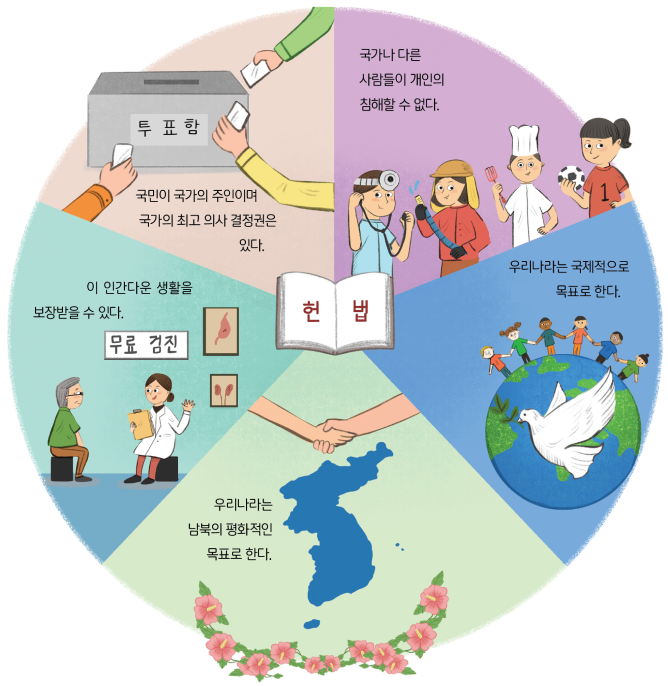 투표함
국민이 국가의 주인이며
국가의 최고 의사 결정권은
있다.
국가나 다른
사람들이 개인의
침해할 수 없다.
이 인간다운 생활을
보장받을 수 있다.
무료 검진
헌법
우리나라는 국제적으로
목표로 한다.
1
우리나라는
남북의 평화적인
목표로 한다.